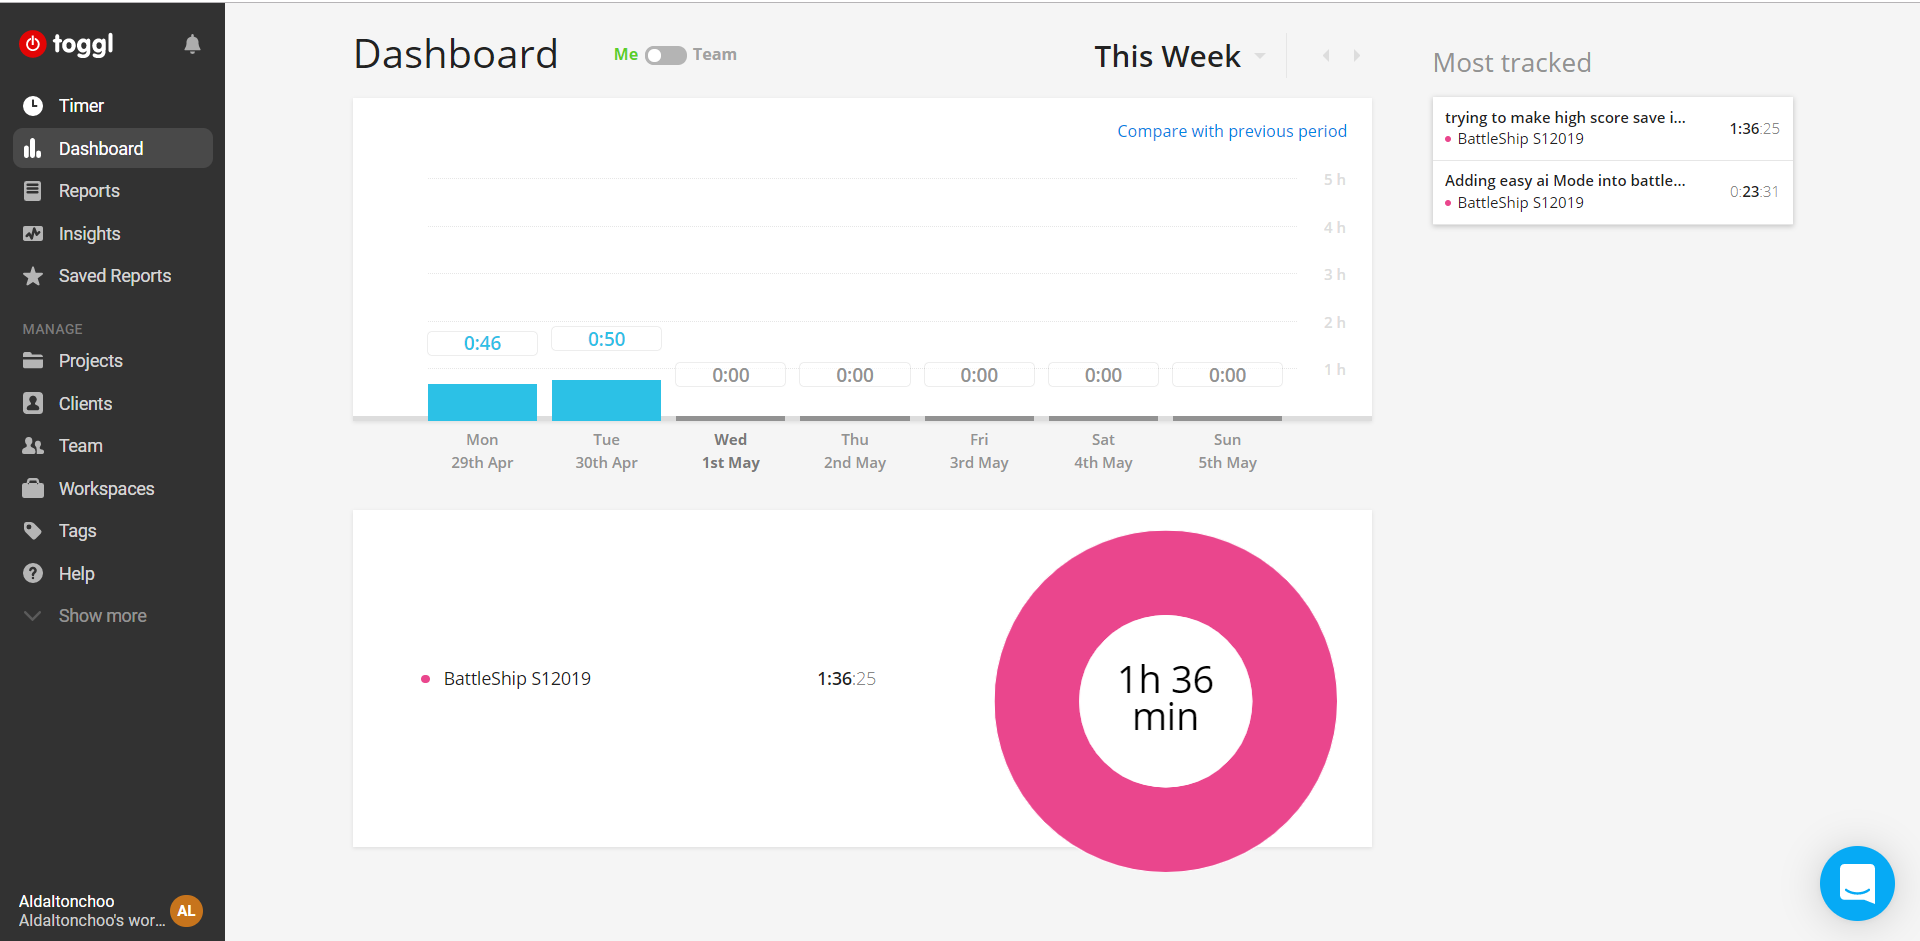 toggl
Timer
Dashboard
Reports
Insights
Saved Reports
MANAGE
Projects
Clients
Team
Workspaces
Tags
Help
Show more
Aldaltonchoo
Aldaltonchoo's wor...
AL
Dashboard
Me Team
This Week
Compare with previous period
5 h
4 h
3 h
2 h
1 h
0:46 0:50 0:00 0:00 0:00 0:00 0:00
Mon Tue Wed Thu Fri Sat Sun
29th Apr 30th Apr 1st May 2nd May 3rd May 4th May 5th May
BattleShip S12019 1:36:25
1h 36
min
Most tracked
trying to make high score save i...
BattleShip S12019
1:36:25
Adding easy ai Mode into battle...
BattleShip S12019
0:23:31